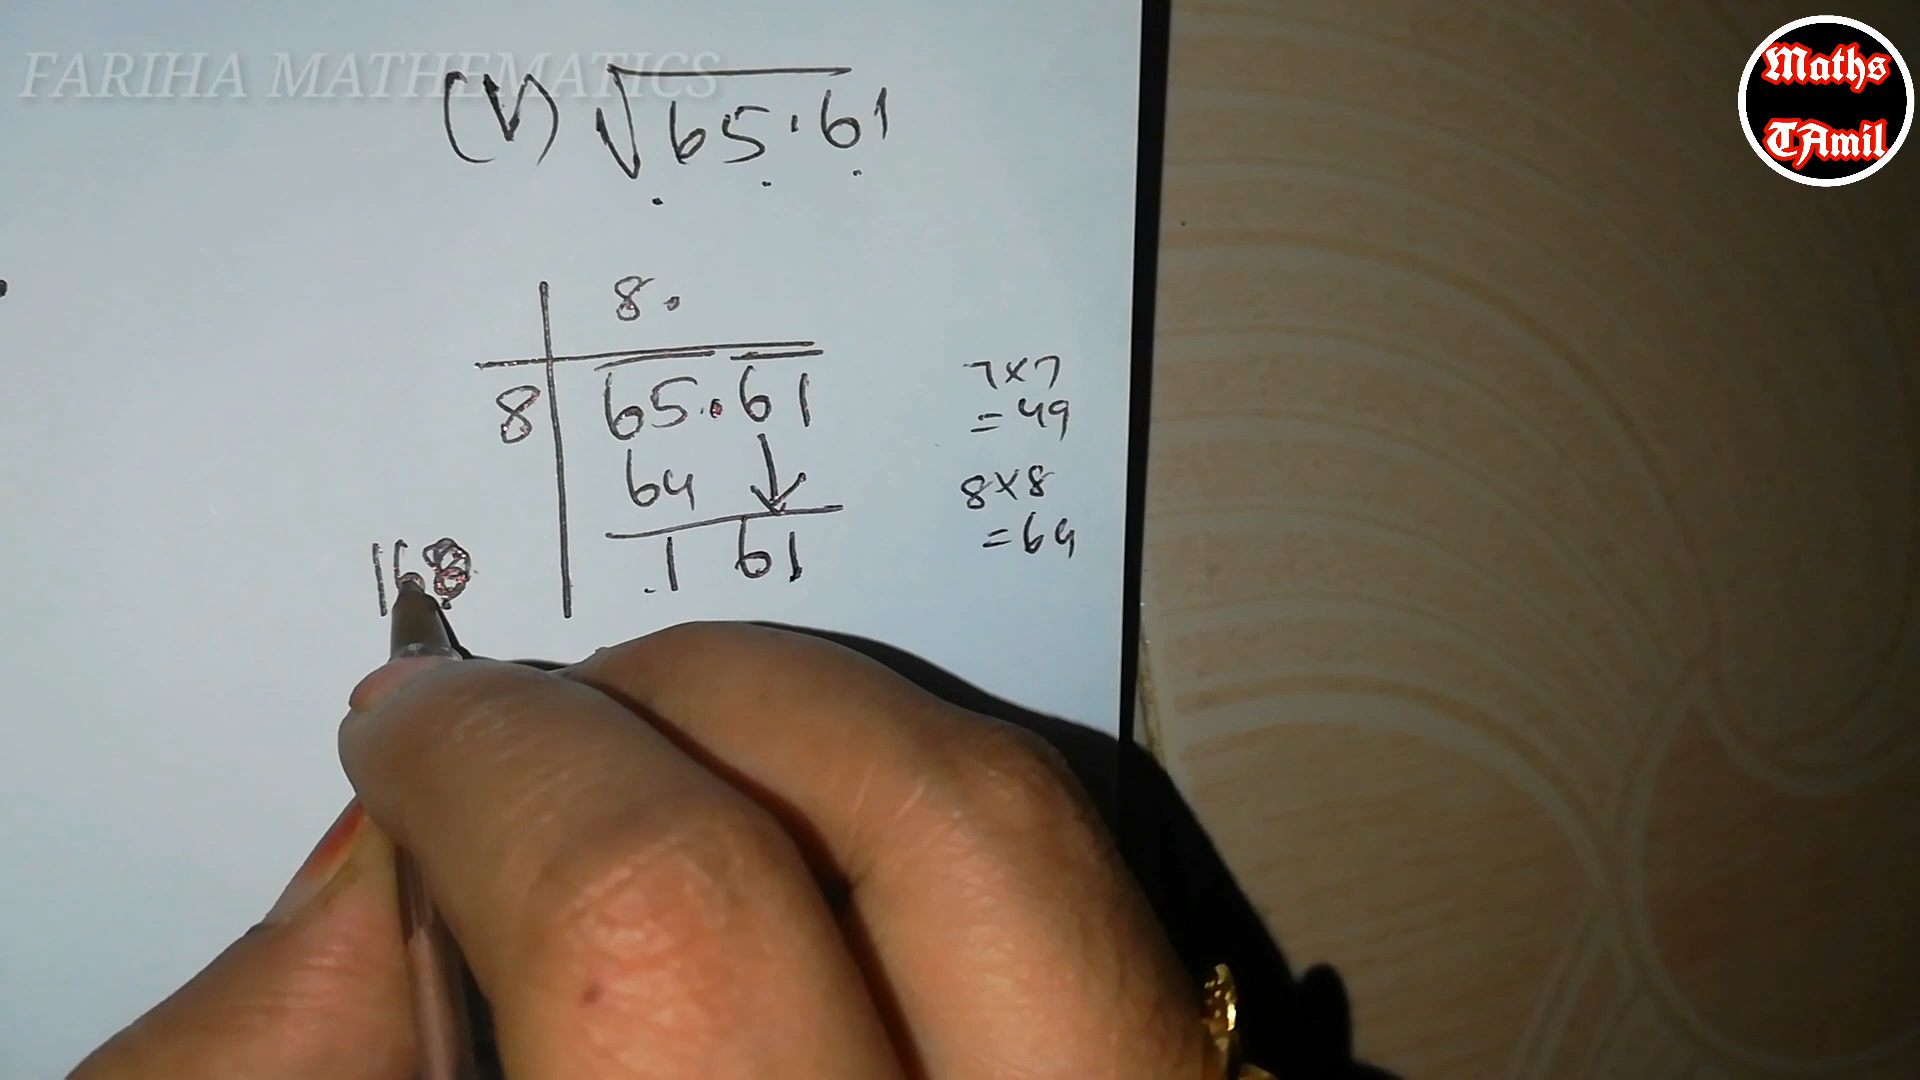 FARIHA MATHEMATICS
Maths
TAmil
(V) √65.61
8.
8 65.61
64
1 61
168
7×7
=49
8×8
=64